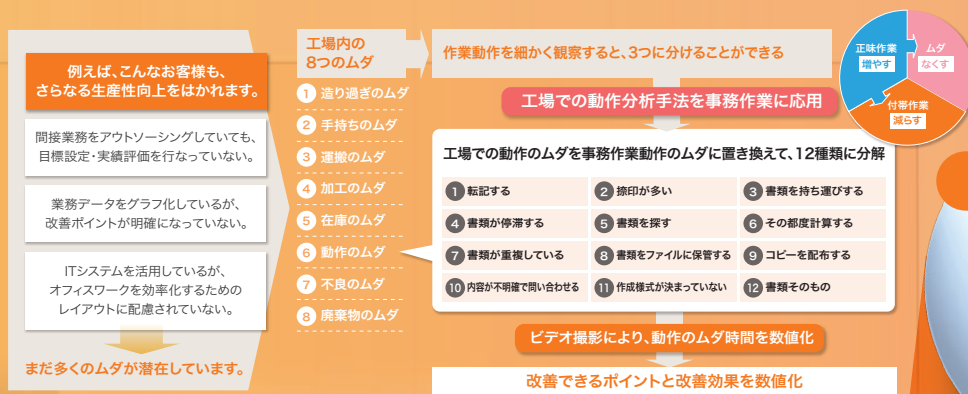 例えば、こんなお客様も、
さらなる生産性向上をはかれます。
間接業務をアウトソーシングしていても、
目標設定・実績評価を行なっていない。
業務データをグラフ化しているが、
改善ポイントが明確になっていない。
ITシステムを活用しているが、
オフィスワークを効率化するための
レイアウトに配慮されていない。
まだ多くのムダが潜在しています。
工場内の
8つのムダ
1 造り過ぎのムダ
2 手持ちのムダ
3 運搬のムダ
4 加工のムダ
5 在庫のムダ
6 動作のムダ
7 不良のムダ
8 廃棄物のムダ
作業動作を細かく観察すると、3つに分けることができる
正味作業
増やす
ムダ
なくす
付帯作業
減らす
工場での動作分析手法を事務作業に応用
工場での動作のムダを事務作業動作のムダに置き換えて、12種類に分解
1 転記する
2 捺印が多い
3 書類を持ち運びする
4 書類が停滞する
5 書類を探す
6 その都度計算する
7 書類が重複している
8 書類をファイルに保管する
9 コピーを配布する
10 内容が不明確で問い合わせる
11 作成様式が決まっていない
12 書類そのもの
ビデオ撮影により、動作のムダ時間を数値化
改善できるポイントと改善効果を数値化